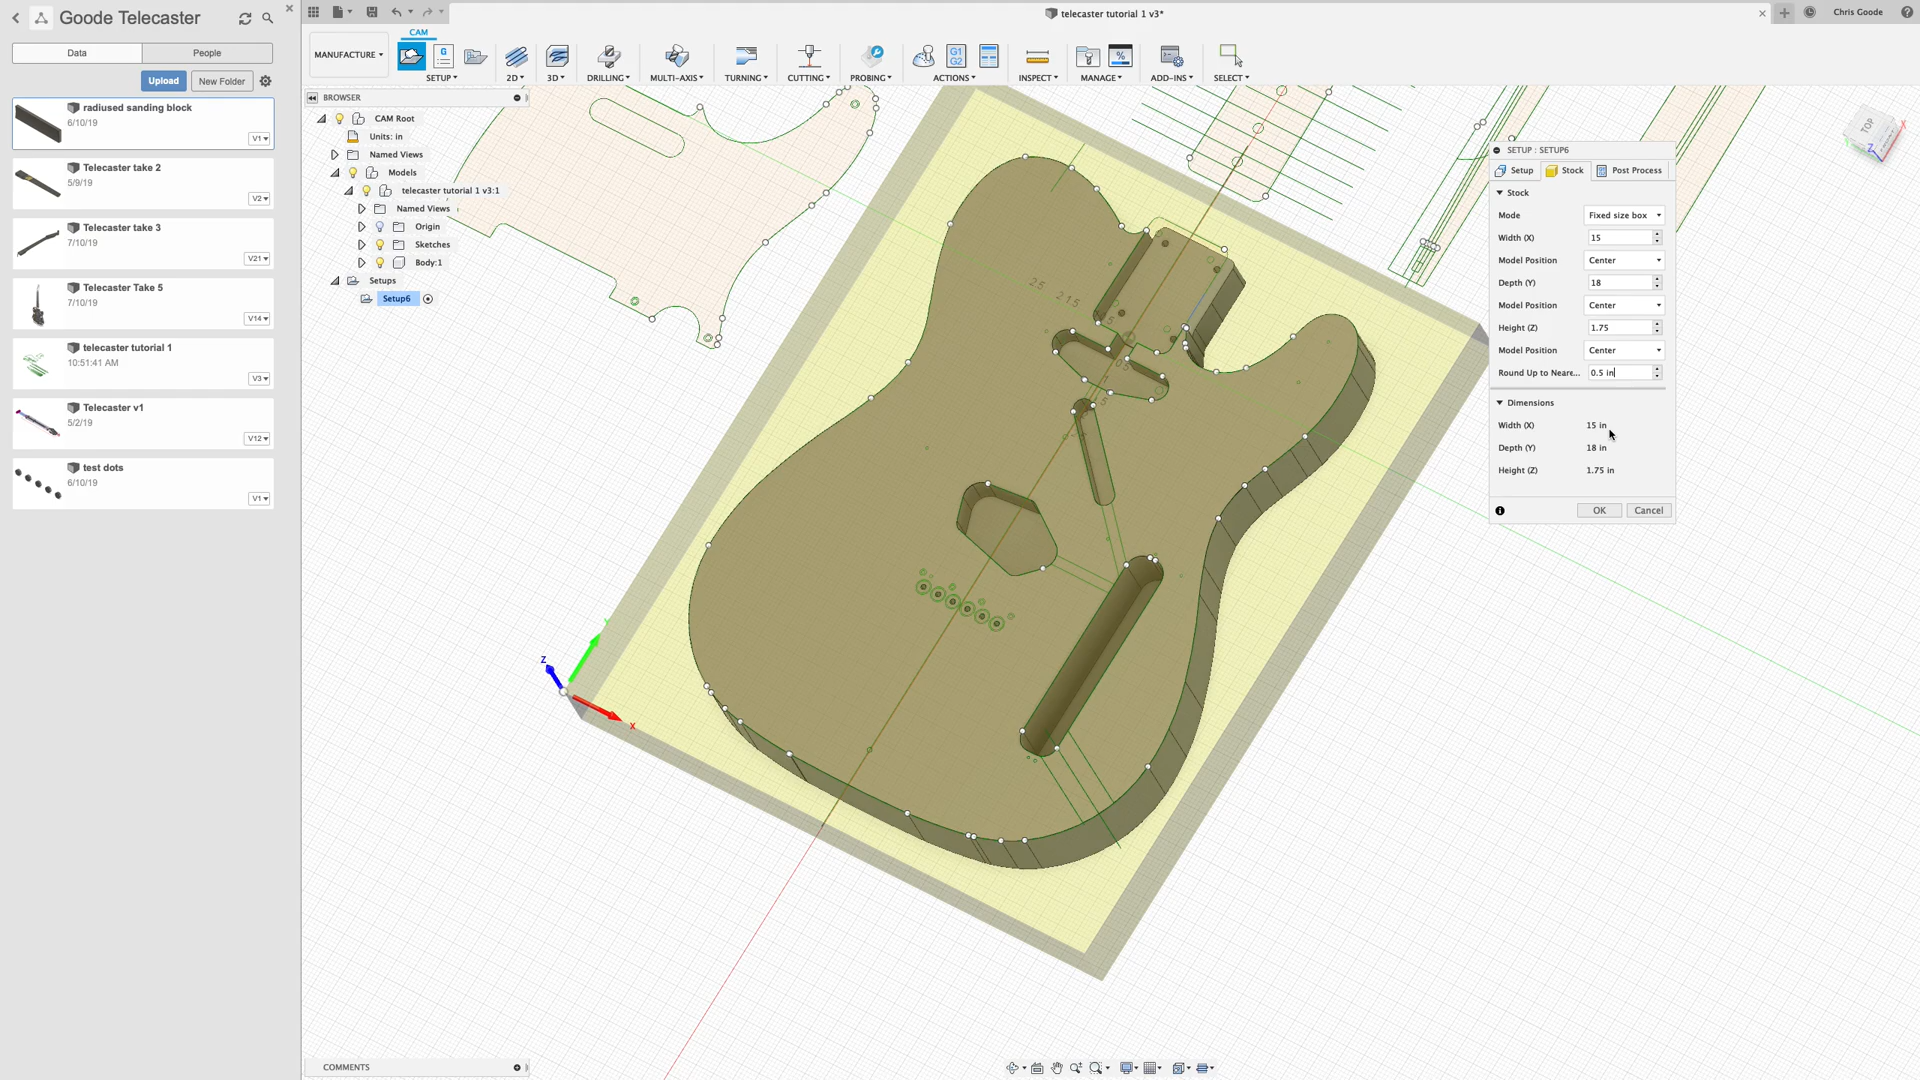 Goode Telecaster
Data
People
Upload
New Folder
radiused sanding block
6/10/19
V1
Telecaster take 2
5/9/19
V2
Telecaster take 3
7/10/19
V21
Telecaster Take 5
7/10/19
V14
telecaster tutorial 1
10:51:41 AM
V3
Telecaster v1
5/2/19
V12
test dots
6/10/19
V1
telecaster tutorial 1 v3*
Chris Goode
CAM
MANUFACTURE
G
G1
G2
SETUP
2D
3D
DRILLING
MULTI-AXIS
TURNING
CUTTING
PROBING
ACTIONS
INSPECT
MANAGE
ADD-INS
SELECT
BROWSER
CAM Root
Units: in
Named Views
Models
telecaster tutorial 1 v3:1
Named Views
Origin
Sketches
Body:1
Setups
Setup6
TOP
X
Z
Z
Y
X
SETUP : SETUP6
Setup
Stock
Post Process
Stock
Mode
Fixed size box
Width (X)
15
Model Position
Center
Depth (Y)
18
Model Position
Center
Height (Z)
1.75
Model Position
Center
Round Up to Neare...
0.5 in
Dimensions
Width (X)
15 in
Depth (Y)
18 in
Height (Z)
1.75 in
OK
Cancel
COMMENTS